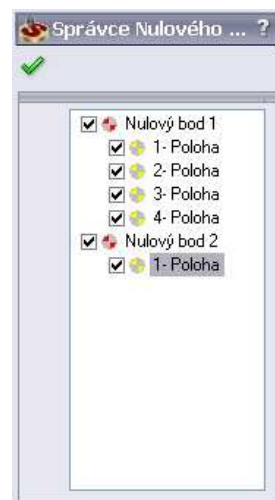 Správce Nulového ... ?
Nulový bod 1
1- Poloha
2- Poloha
3- Poloha
4- Poloha
Nulový bod 2
1- Poloha